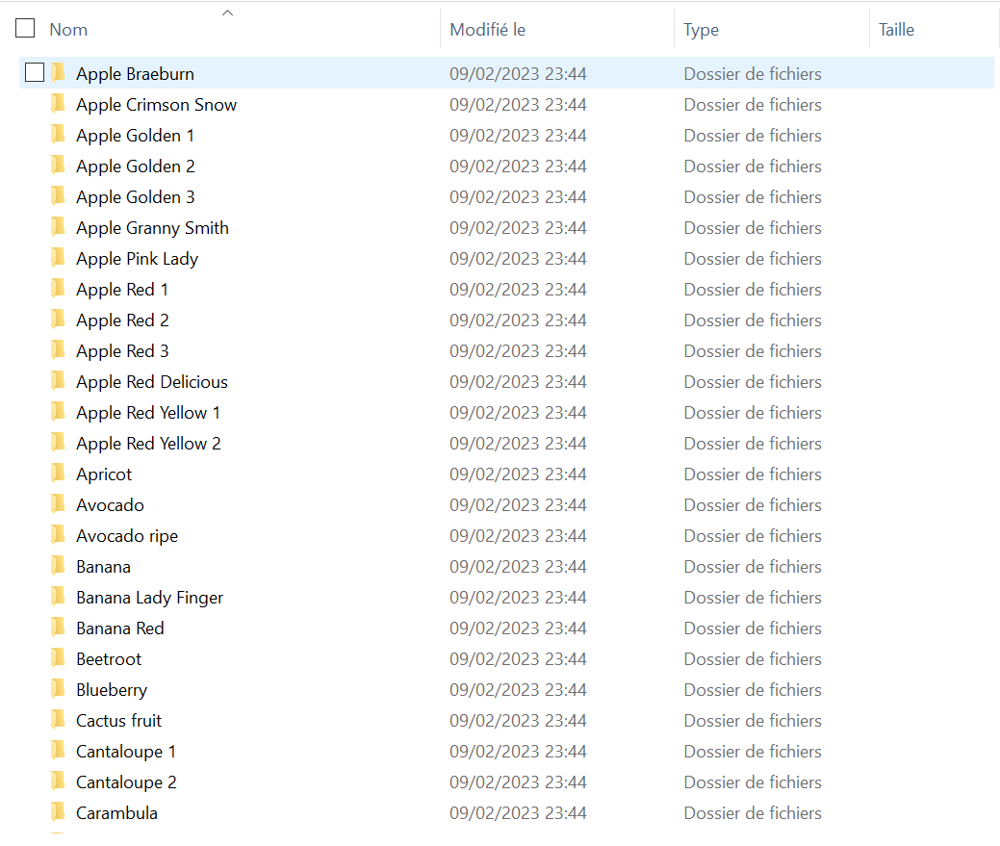 Nom Modifié le Type Taille
Apple Braeburn 09/02/2023 23:44 Dossier de fichiers
Apple Crimson Snow 09/02/2023 23:44 Dossier de fichiers
Apple Golden 1 09/02/2023 23:44 Dossier de fichiers
Apple Golden 2 09/02/2023 23:44 Dossier de fichiers
Apple Golden 3 09/02/2023 23:44 Dossier de fichiers
Apple Granny Smith 09/02/2023 23:44 Dossier de fichiers
Apple Pink Lady 09/02/2023 23:44 Dossier de fichiers
Apple Red 1 09/02/2023 23:44 Dossier de fichiers
Apple Red 2 09/02/2023 23:44 Dossier de fichiers
Apple Red 3 09/02/2023 23:44 Dossier de fichiers
Apple Red Delicious 09/02/2023 23:44 Dossier de fichiers
Apple Red Yellow 1 09/02/2023 23:44 Dossier de fichiers
Apple Red Yellow 2 09/02/2023 23:44 Dossier de fichiers
Apricot 09/02/2023 23:44 Dossier de fichiers
Avocado 09/02/2023 23:44 Dossier de fichiers
Avocado ripe 09/02/2023 23:44 Dossier de fichiers
Banana 09/02/2023 23:44 Dossier de fichiers
Banana Lady Finger 09/02/2023 23:44 Dossier de fichiers
Banana Red 09/02/2023 23:44 Dossier de fichiers
Beetroot 09/02/2023 23:44 Dossier de fichiers
Blueberry 09/02/2023 23:44 Dossier de fichiers
Cactus fruit 09/02/2023 23:44 Dossier de fichiers
Cantaloupe 1 09/02/2023 23:44 Dossier de fichiers
Cantaloupe 2 09/02/2023 23:44 Dossier de fichiers
Carambula 09/02/2023 23:44 Dossier de fichiers